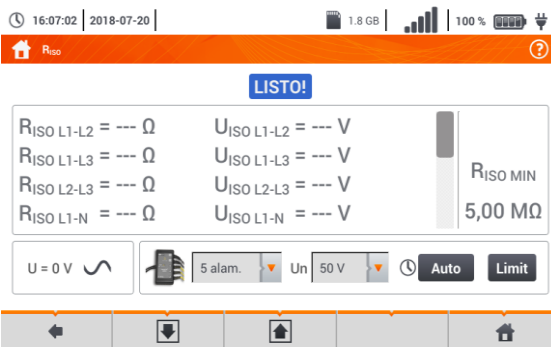 16:07:02 2018-07-20 1.8 GB 100 %
RISO
?
LISTO!
RISO L1-L2 = --- Ω UISO L1-L2 = --- V
RISO L1-L3 = --- Ω UISO L1-L3 = --- V
RISO L2-L3 = --- Ω UISO L2-L3 = --- V
RISO L1-N = --- Ω UISO L1-N = --- V
RISO MIN
5,00 MΩ
U = 0 V 5 alam. Un 50 V Auto Limit